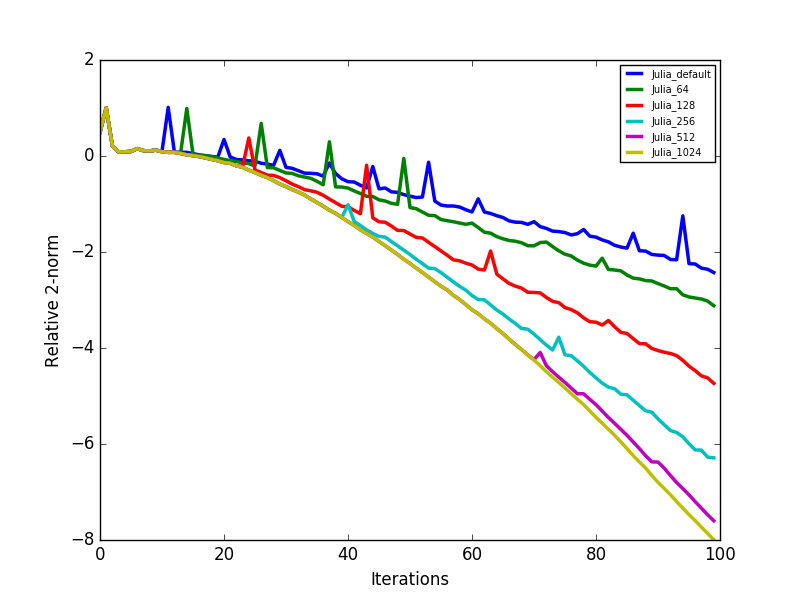 2
0
−2
−4
−6
−8
Relative 2-norm
Julia_default
Julia_64
Julia_128
Julia_256
Julia_512
Julia_1024
0 20 40 60 80 100
Iterations